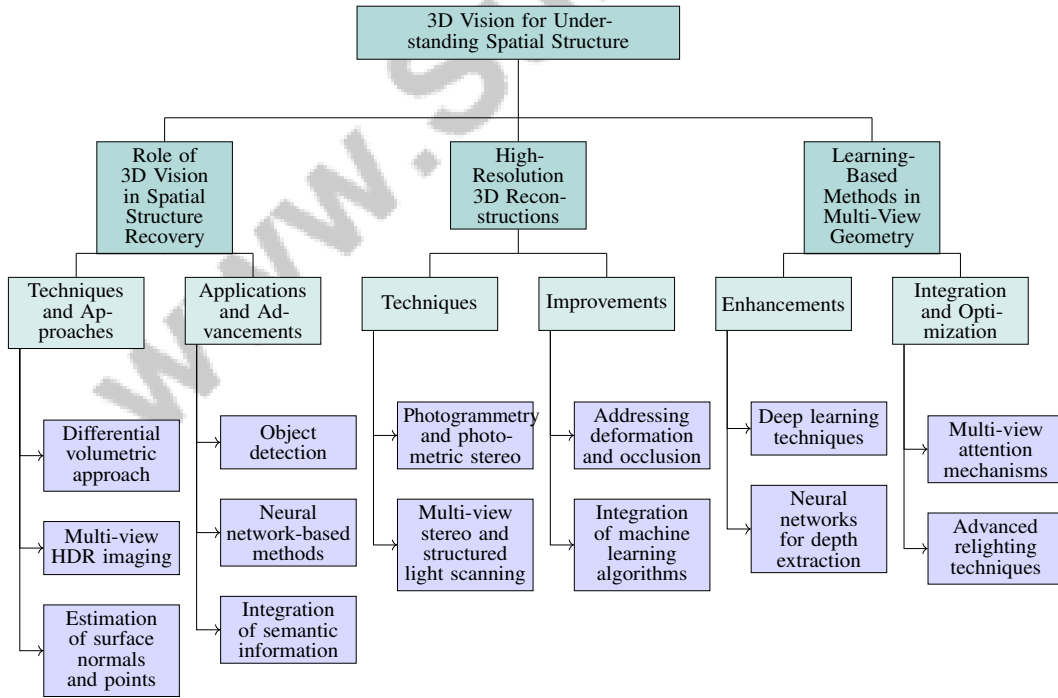 3D Vision for Under-
standing Spatial Structure
Role of
3D Vision
in Spatial
Structure
Recovery
High-
Resolution
3D Recon-
structions
Learning-
Based
Methods in
Multi-View
Geometry
Techniques
and Ap-
proaches
Applications
and Ad-
vancements
Techniques
Improvements
Enhancements
Integration
and Opti-
mization
Differential
volumetric
approach
Multi-view
HDR imaging
Estimation
of surface
normals
and points
Object
detection
Neural
network-based
methods
Integration
of semantic
information
Photogrammetry
and photo-
metric stereo
Multi-view
stereo and
structured
light scanning
Addressing
deformation
and occlusion
Integration
of machine
learning
algorithms
Deep learning
techniques
Neural
networks
for depth
extraction
Multi-view
attention
mechanisms
Advanced
relighting
techniques